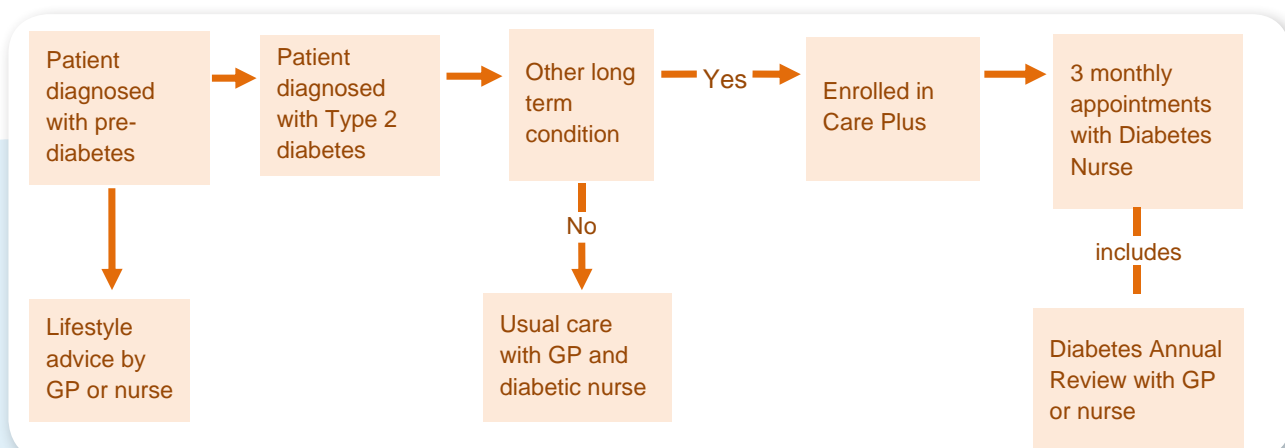 Patient
diagnosed
with pre-
diabetes
Patient
diagnosed
with Type 2
diabetes
Other long
term
condition
Yes
Enrolled in
Care Plus
3 monthly
appointments
with Diabetes
Nurse
No
includes
Lifestyle
advice by
GP or nurse
Usual care
with GP and
diabetic nurse
Diabetes Annual
Review with GP
or nurse